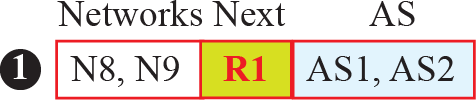 Networks Next AS
1 N8, N9 R1 AS1, AS2